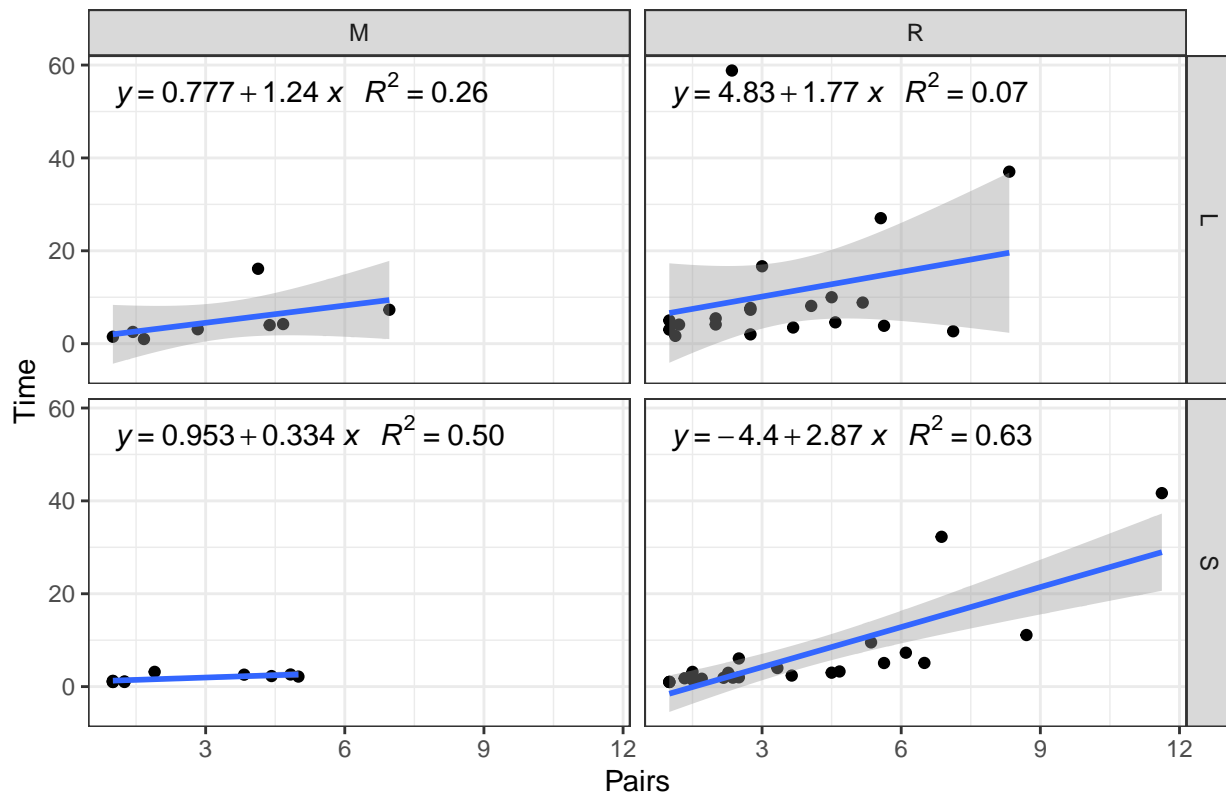 M
R
60
y = 0.777 + 1.24 x R² = 0.26
y = 4.83 + 1.77 x R² = 0.07
40
20
0
L
Time
60
y = 0.953 + 0.334 x R² = 0.50
y = −4.4 + 2.87 x R² = 0.63
40
20
0
S
3 6 9 12 3 6 9 12
Pairs